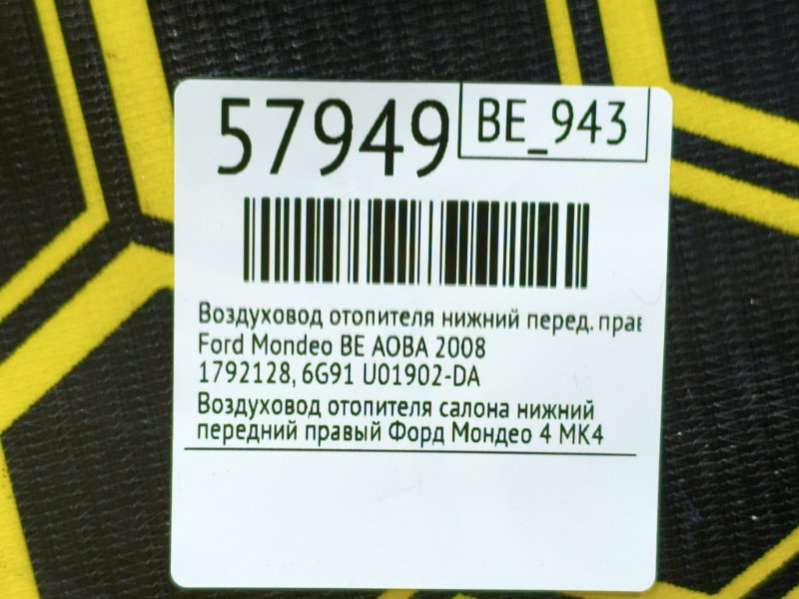 57949
BE_943
Воздуховод отопителя нижний перед. прав
Ford Mondeo BE AOBA 2008
1792128, 6G91 U01902-DA
Воздуховод отопителя салона нижний
передний правый Форд Мондео 4 МК4